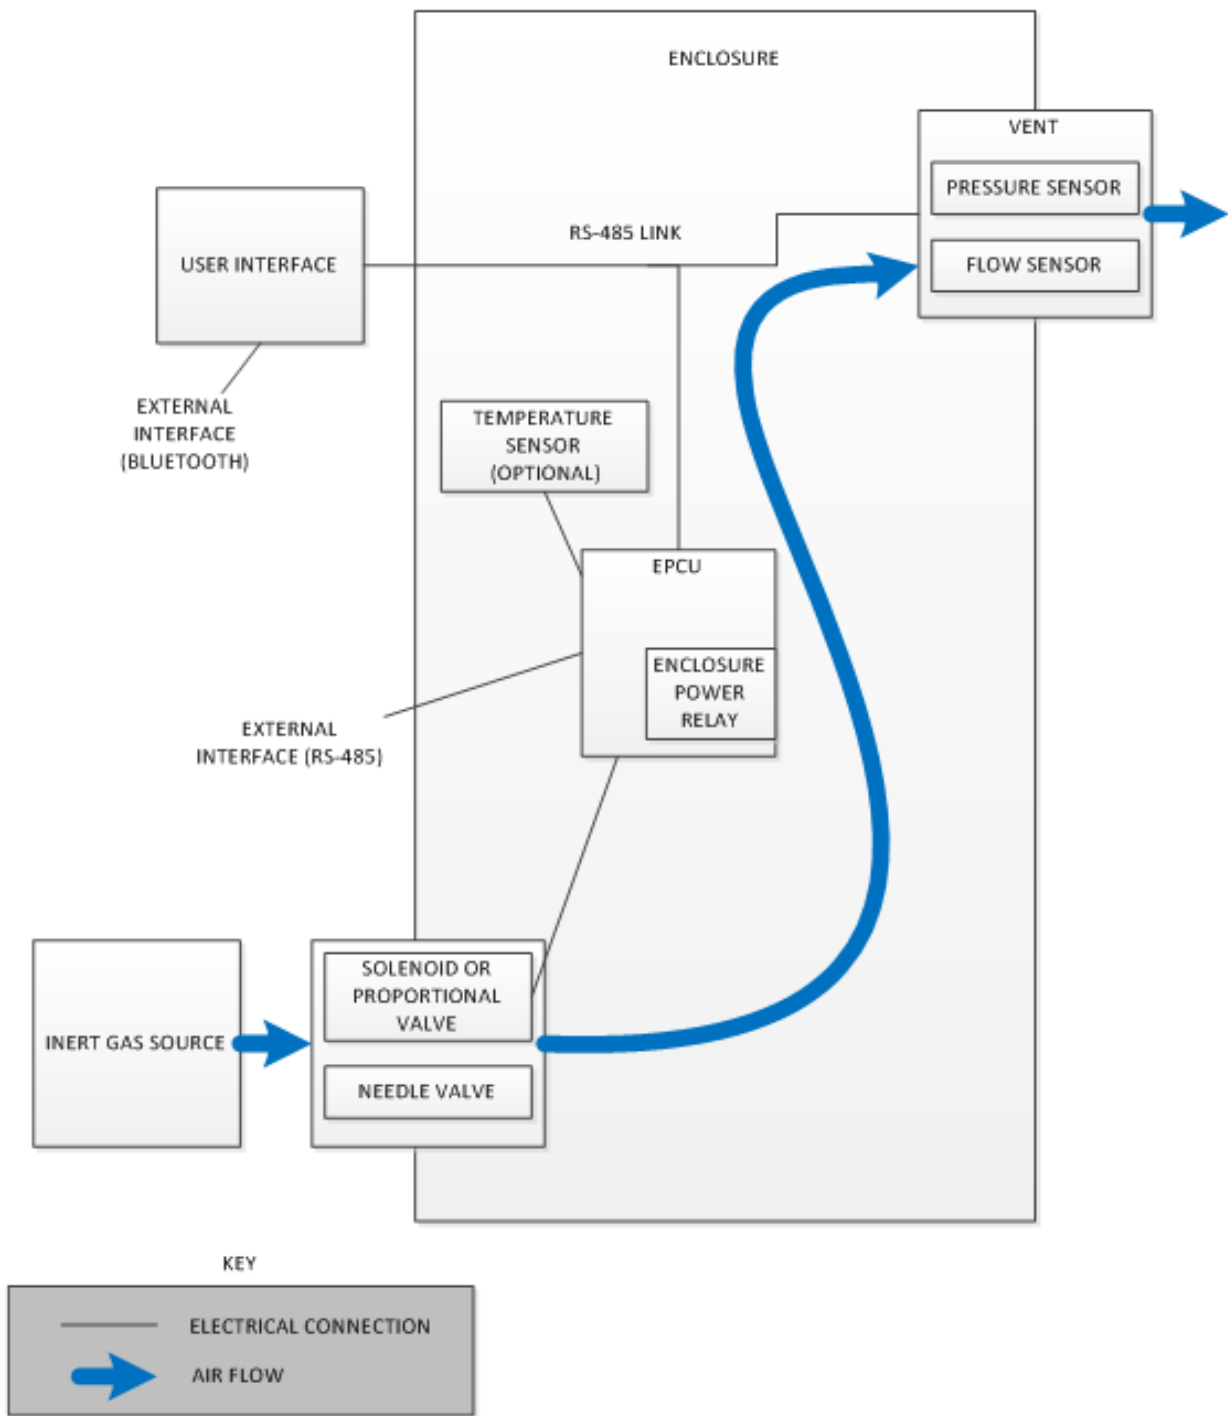 ENCLOSURE
VENT
PRESSURE SENSOR
FLOW SENSOR
RS-485 LINK
USER INTERFACE
EXTERNAL
INTERFACE
(BLUETOOTH)
TEMPERATURE
SENSOR
(OPTIONAL)
EPCU
ENCLOSURE
POWER
RELAY
EXTERNAL
INTERFACE (RS-485)
SOLENOID OR
PROPORTIONAL
VALVE
INERT GAS SOURCE
NEEDLE VALVE
KEY
ELECTRICAL CONNECTION
AIR FLOW